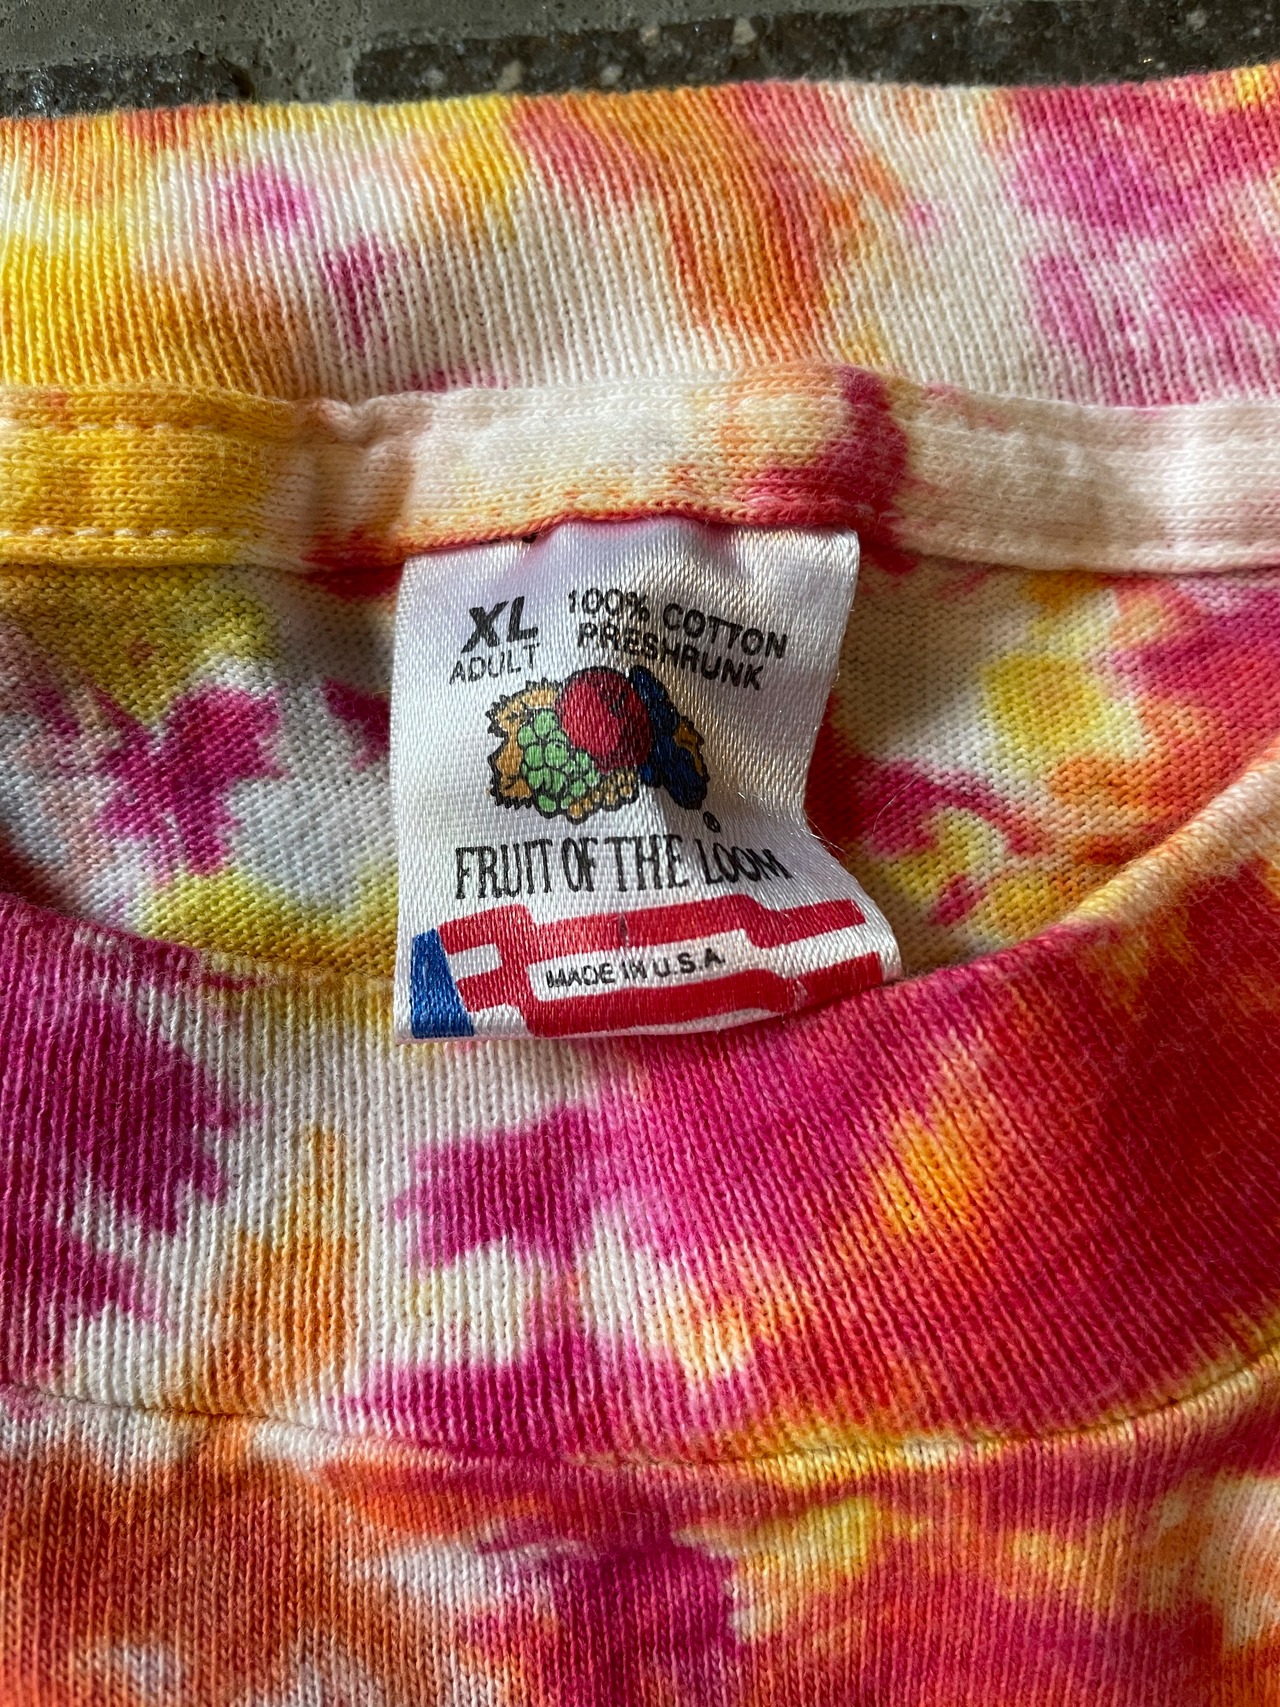 XL
ADULT
100% COTTON
PRESHRUNK
®
FRUIT OF THE LOOM
MADE IN U.S.A.